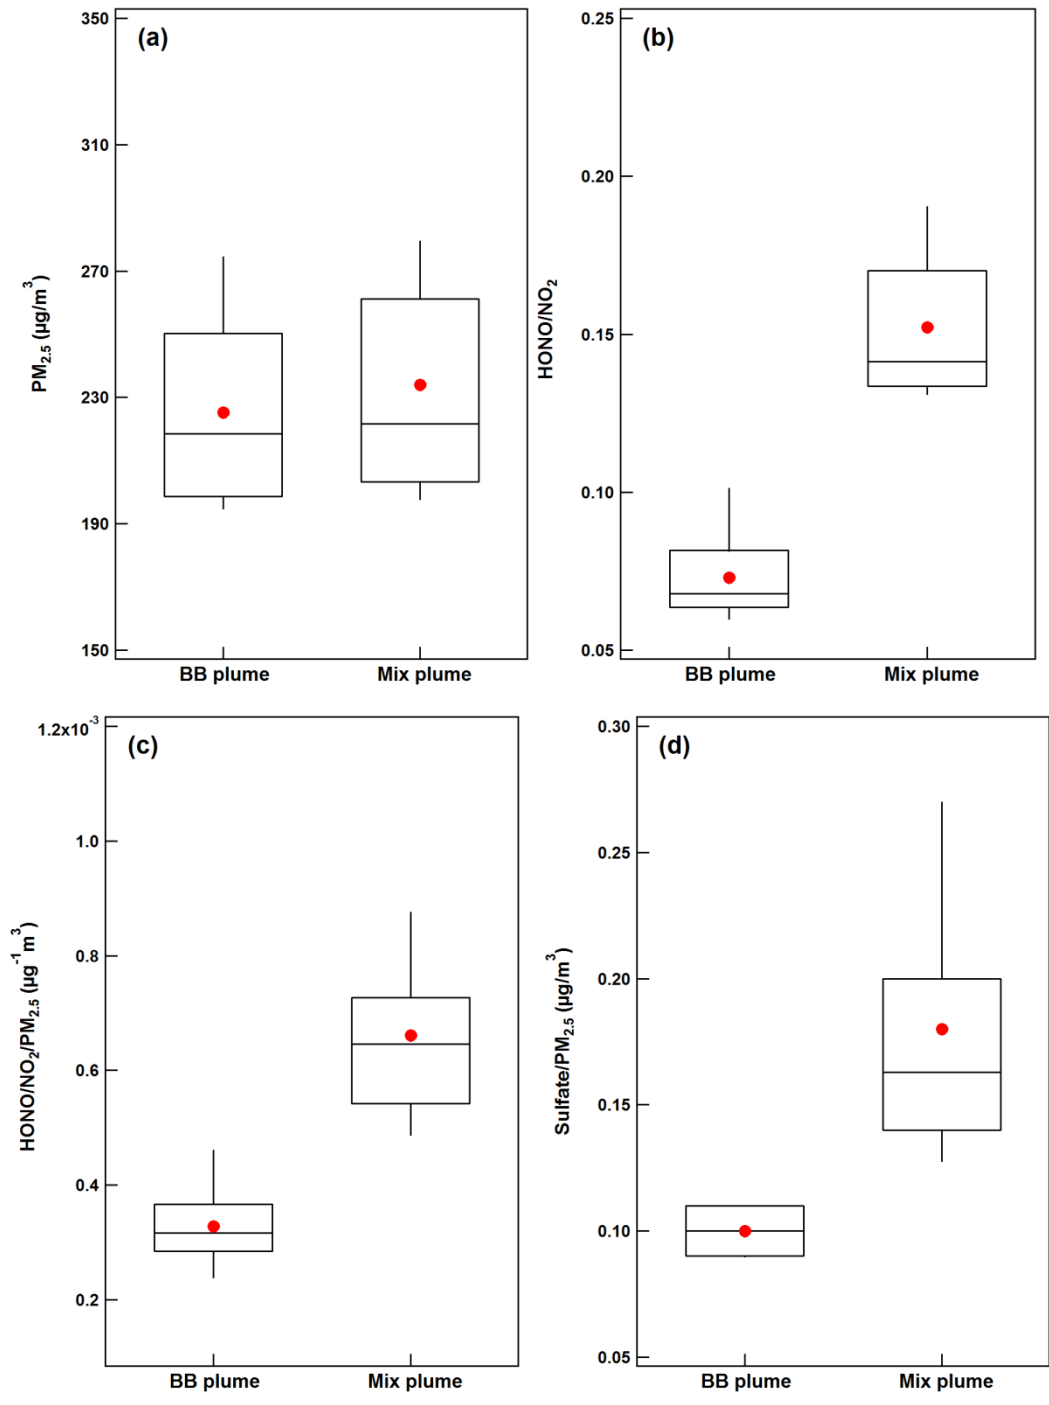 (a)
350
310
270
230
190
150
PM2.5 (µg/m3)
BB plume Mix plume
(b)
0.25
0.20
0.15
0.10
0.05
HONO/NO2
BB plume Mix plume
(c)
1.2x10-3
1.0
0.8
0.6
0.4
0.2
HONO/NO2/PM2.5 (µg-1m3)
BB plume Mix plume
(d)
0.30
0.25
0.20
0.15
0.10
0.05
Sulfate/PM2.5 (µg/m3)
BB plume Mix plume